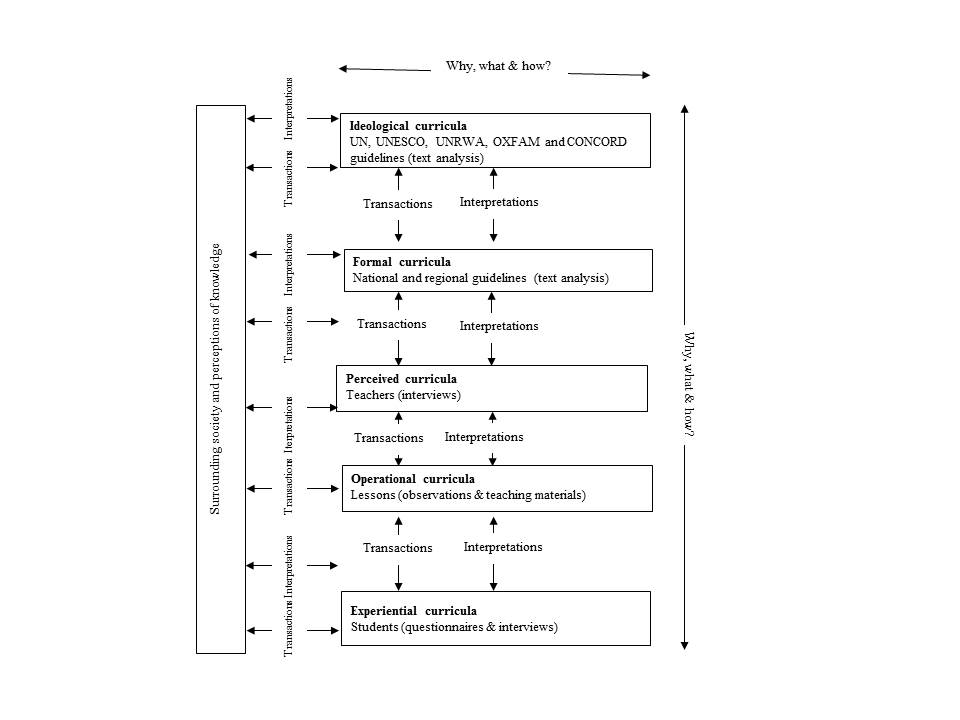 Why, what & how?
Surrounding society and perceptions of knowledge
Interpretations
Ideological curricula
UN, UNESCO, UNRWA, OXFAM and CONCORD
guidelines (text analysis)
Transactions
Transactions
Interpretations
Interpretations
Formal curricula
National and regional guidelines (text analysis)
Transactions
Transactions
Interpretations
Why, what & how?
Perceived curricula
Teachers (interviews)
Iterpretations
Transactions
Interpretations
Transactions
Operational curricula
Lessons (observations & teaching materials)
Interpretations
Transactions
Interpretations
Transactions
Experiential curricula
Students (questionnaires & interviews)